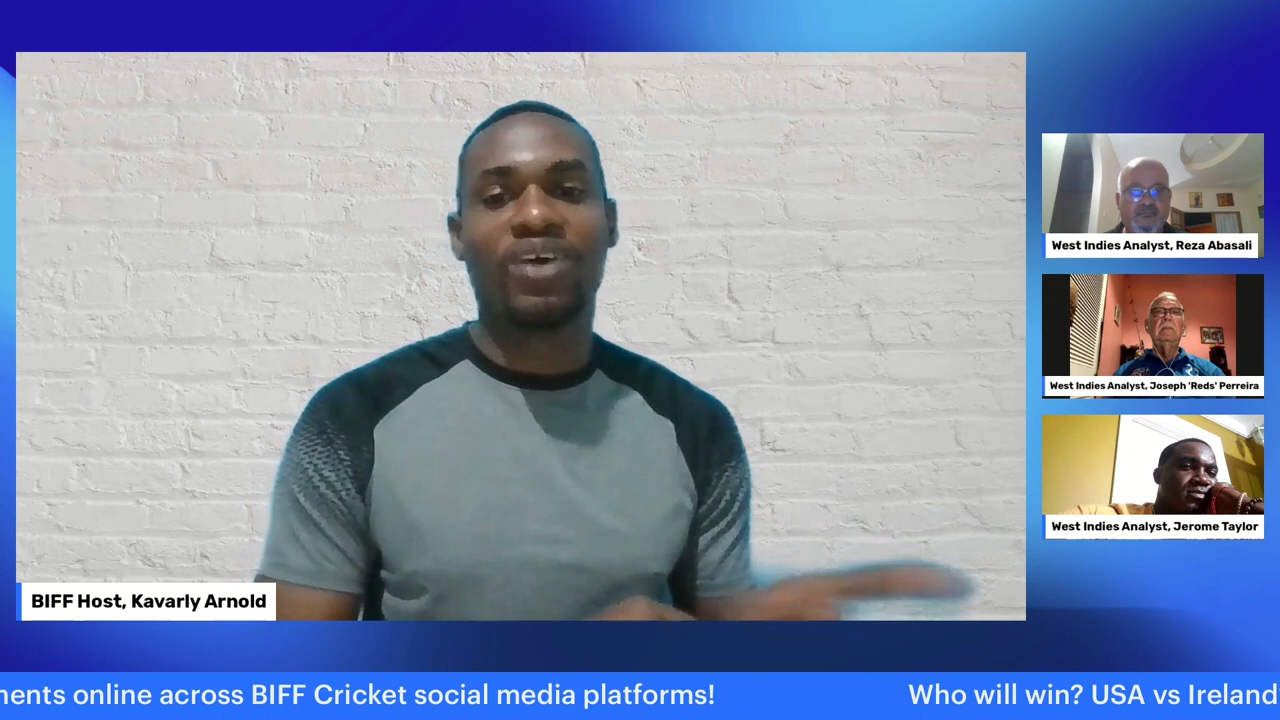 West Indies Analyst, Reza Abasali
West Indies Analyst, Joseph 'Reds' Perreira
West Indies Analyst, Jerome Taylor
BIFF Host, Kavarly Arnold
online across BIFF Cricket social media platforms!
Who will win? USA vs Ireland